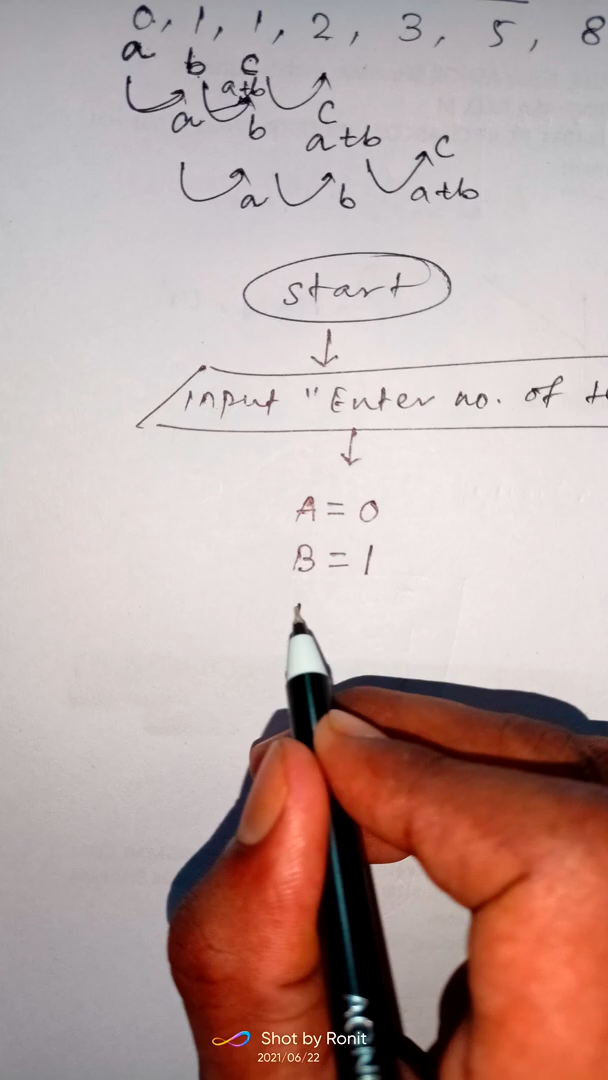 0, 1, 1, 2, 3, 5, 8
a b c
a+b
a b c
a+b
c
a b a+b
start
input "Enter no. of
A = 0
B = 1
Shot by Ronit
2021/06/22